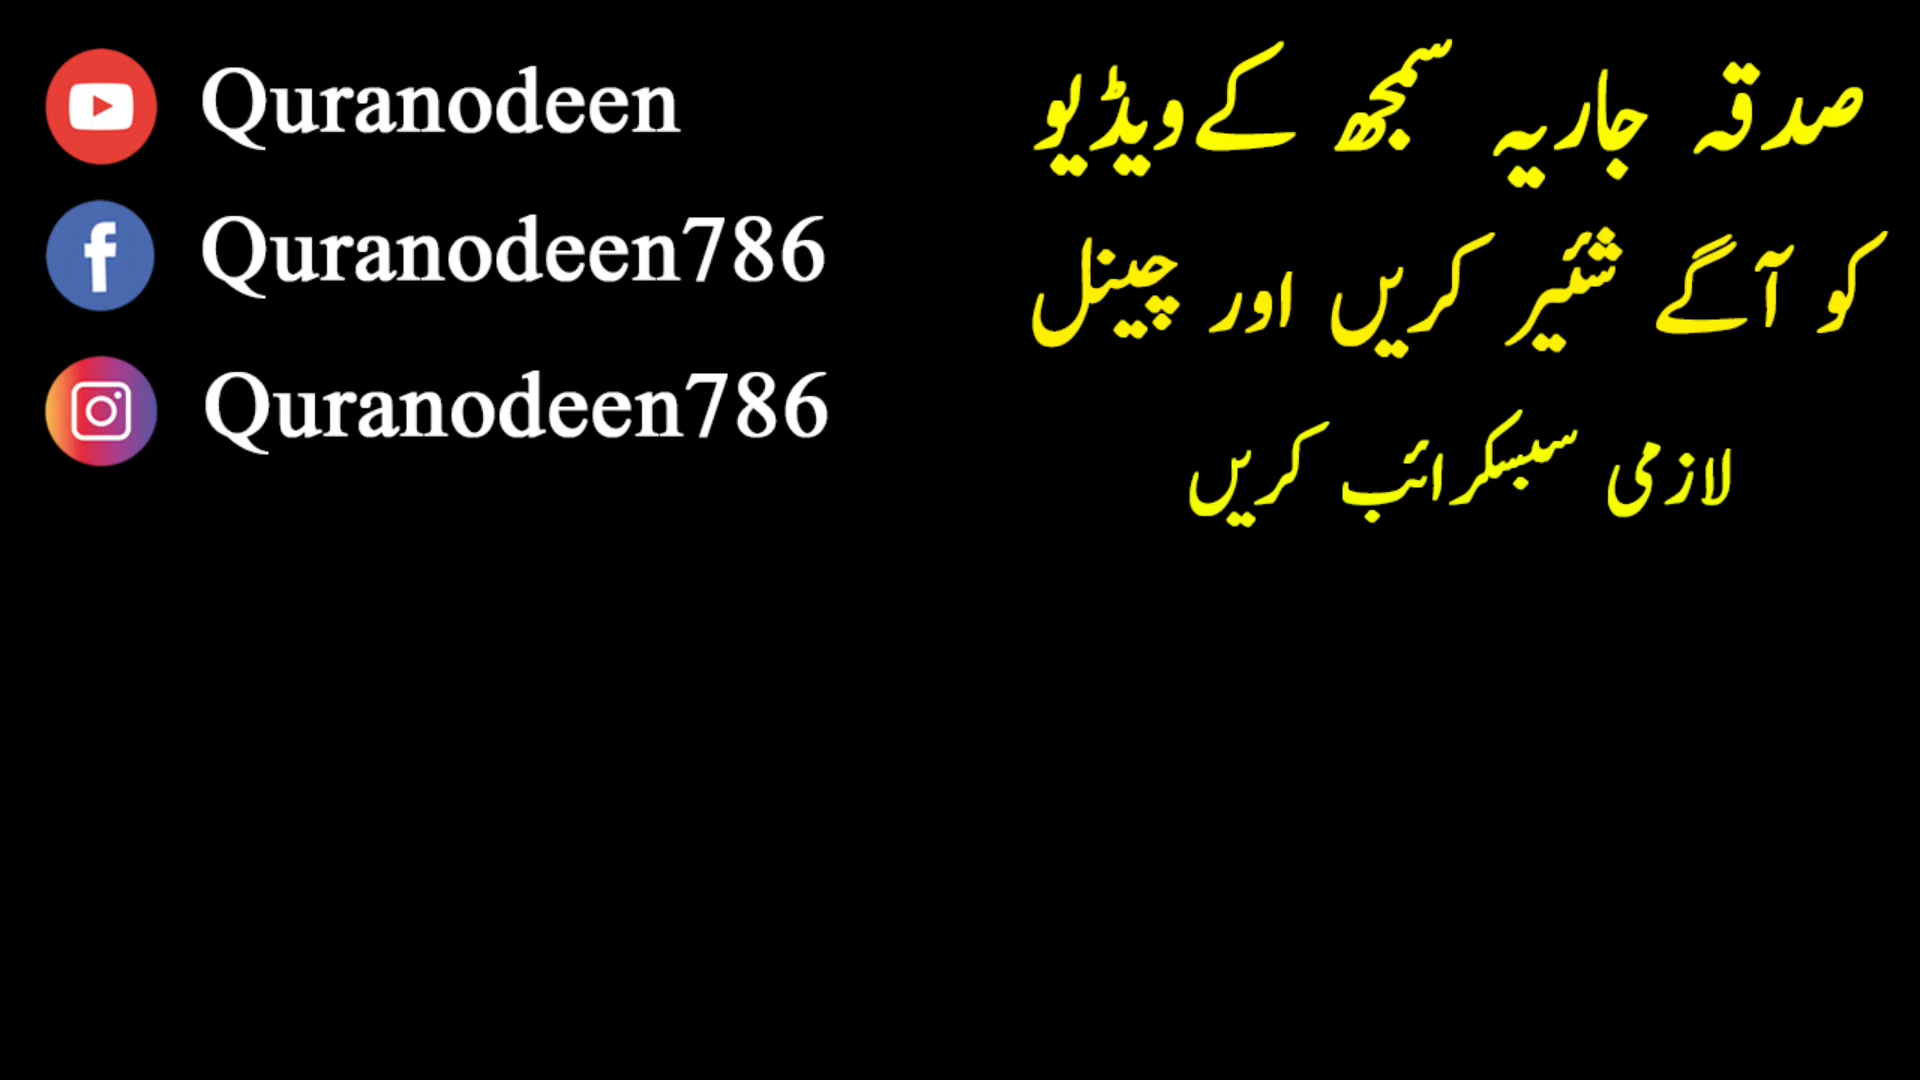 Quranodeen
Quranodeen786
Quranodeen786
صدقہ جاریہ سمجھ کے ویڈیو
کو آگے شئیر کریں اور چینل
لازمی سبسکرائب کریں